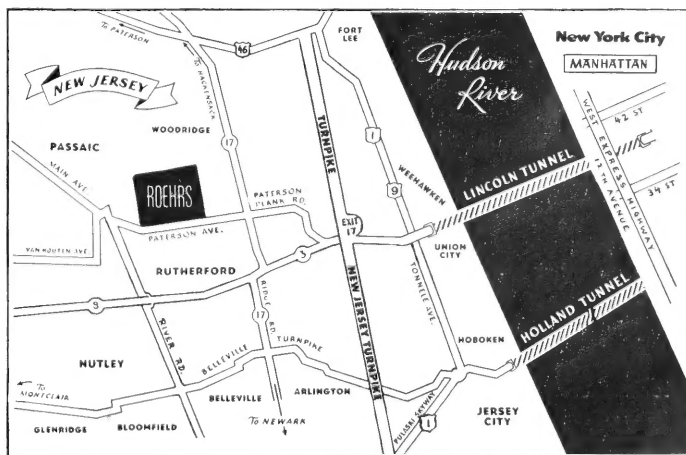 To PATERSON
46
FORT LEE
Hudson River
New York City
MANHATTAN
NEW JERSEY
To HACKENSACK
WOODRIDGE
17
TURNPIKE
1
9
WEEHAWKEN
LINCOLN TUNNEL
WEST EXPRESS HIGHWAY
12TH AVENUE
42 ST
34 ST
PASSAIC
MAIN AVE.
ROEHRS
PATERSON PLANK RD.
EXIT 17
PATERSON AVE.
VAN HOUTEN AVE.
RUTHERFORD
3
UNION CITY
TONNELE AVE.
NEW JERSEY TURNPIKE
HOLLAND TUNNEL
RIDGE RD.
17
9
RIVER RD.
NUTLEY
BELLEVILLE TURNPIKE
HOBOKEN
To MONTCLAIR
BELLEVILLE
ARLINGTON
PULASKI SKYWAY
1
JERSEY CITY
GLENRIDGE
BLOOMFIELD
To NEWARK